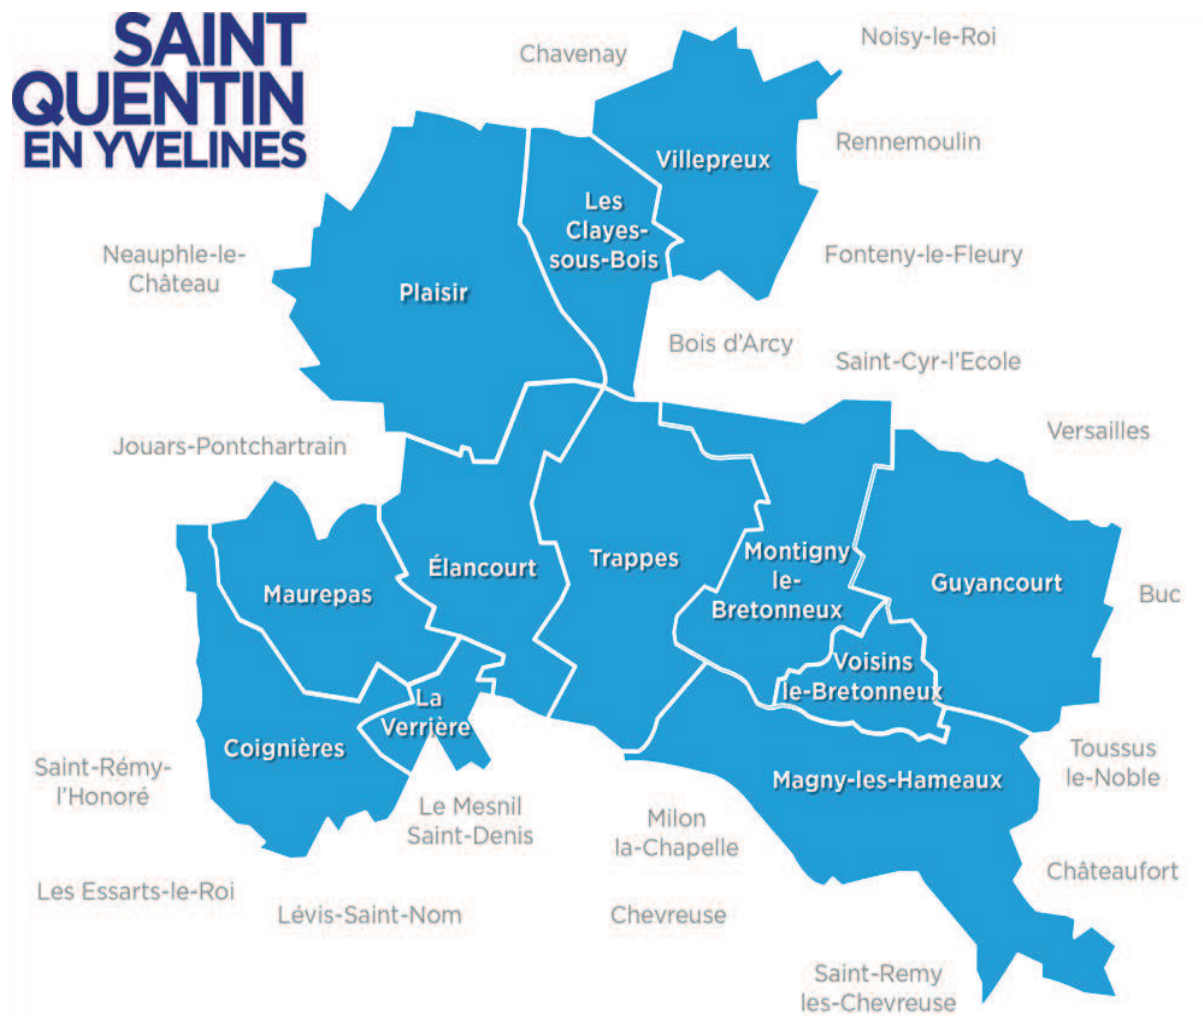 SAINT
QUENTIN
EN YVELINES
Chavenay
Noisy-le-Roi
Rennemoulin
Villepreux
Les
Clayes-
sous-Bois
Neauphle-le-
Château
Fonteny-le-Fleury
Plaisir
Bois d'Arcy
Saint-Cyr-l'Ecole
Versailles
Jouars-Pontchartrain
Maurepas
Élancourt
Trappes
Montigny
le-
Bretonneux
Guyancourt
Buc
Voisins
le-Bretonneux
La
Verrière
Coignières
Saint-Rémy-
l'Honoré
Magny-les-Hameaux
Toussus
le-Noble
Le Mesnil
Saint-Denis
Milon
la-Chapelle
Châteaufort
Les Essarts-le-Roi
Lévis-Saint-Nom
Chevreuse
Saint-Remy
les-Chevreuse